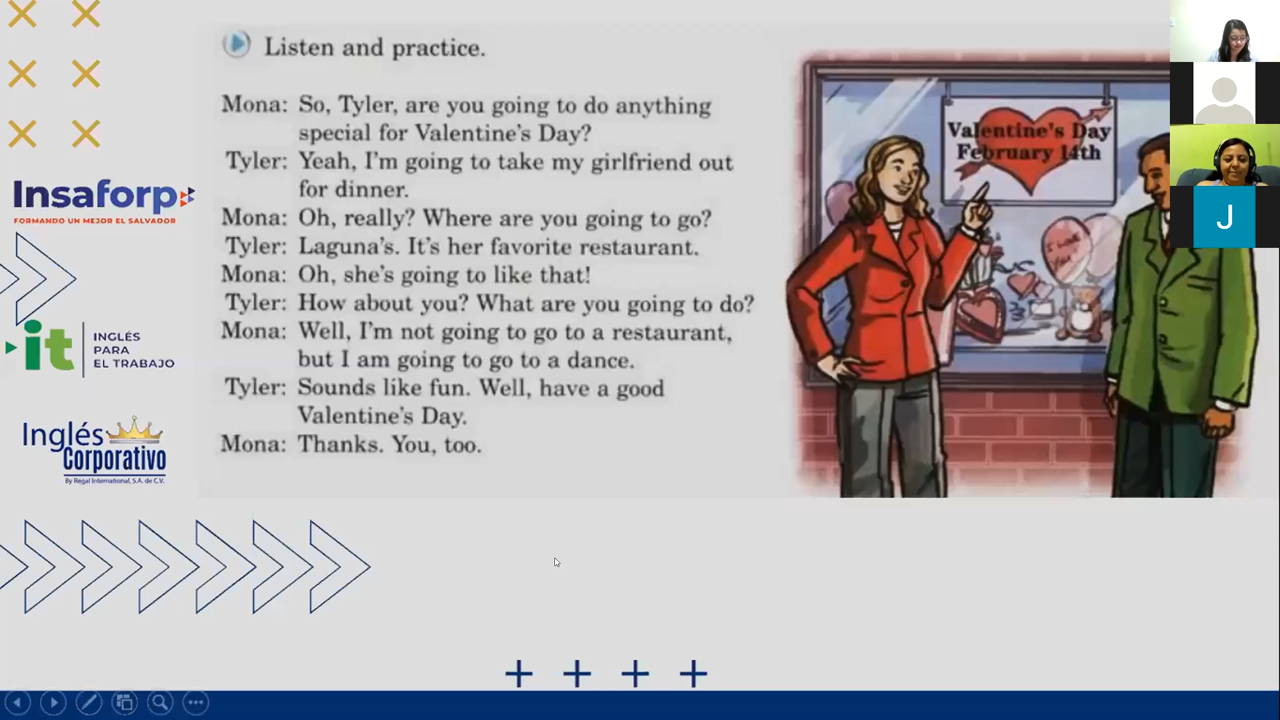 Listen and practice.
Mona: So, Tyler, are you going to do anything
special for Valentine's Day?
Tyler: Yeah, I'm going to take my girlfriend out
for dinner.
Mona: Oh, really? Where are you going to go?
Tyler: Laguna's. It's her favorite restaurant.
Mona: Oh, she's going to like that!
Tyler: How about you? What are you going to do?
Mona: Well, I'm not going to go to a restaurant,
but I am going to go to a dance.
Tyler: Sounds like fun. Well, have a good
Valentine's Day.
Mona: Thanks. You, too.
Valentine's Day
February 14th
I LOVE
YOU
Insaforp
FORMANDO UN MEJOR EL SALVADOR
it
INGLÉS
PARA
EL TRABAJO
Inglés
Corporativo
By Regal International, S.A. de C.V.
J